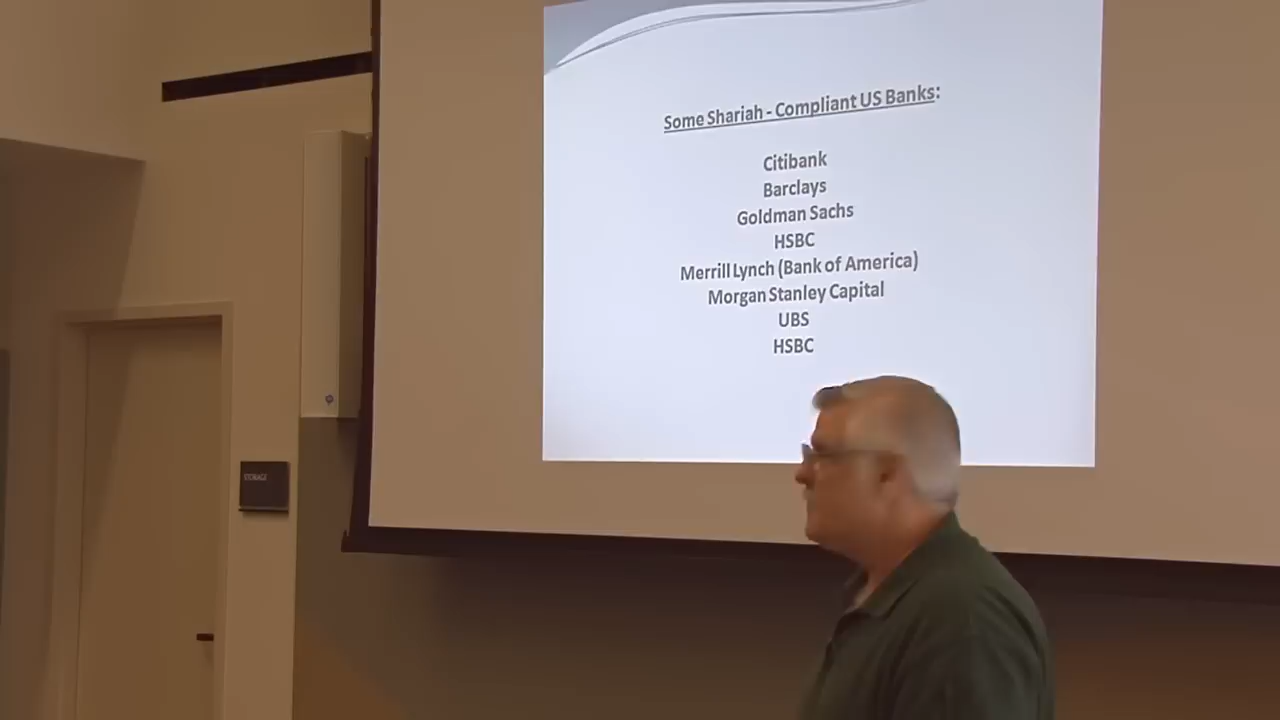 Some Shariah - Compliant US Banks:
Citibank
Barclays
Goldman Sachs
HSBC
Merrill Lynch (Bank of America)
Morgan Stanley Capital
UBS
HSBC
STORAGE